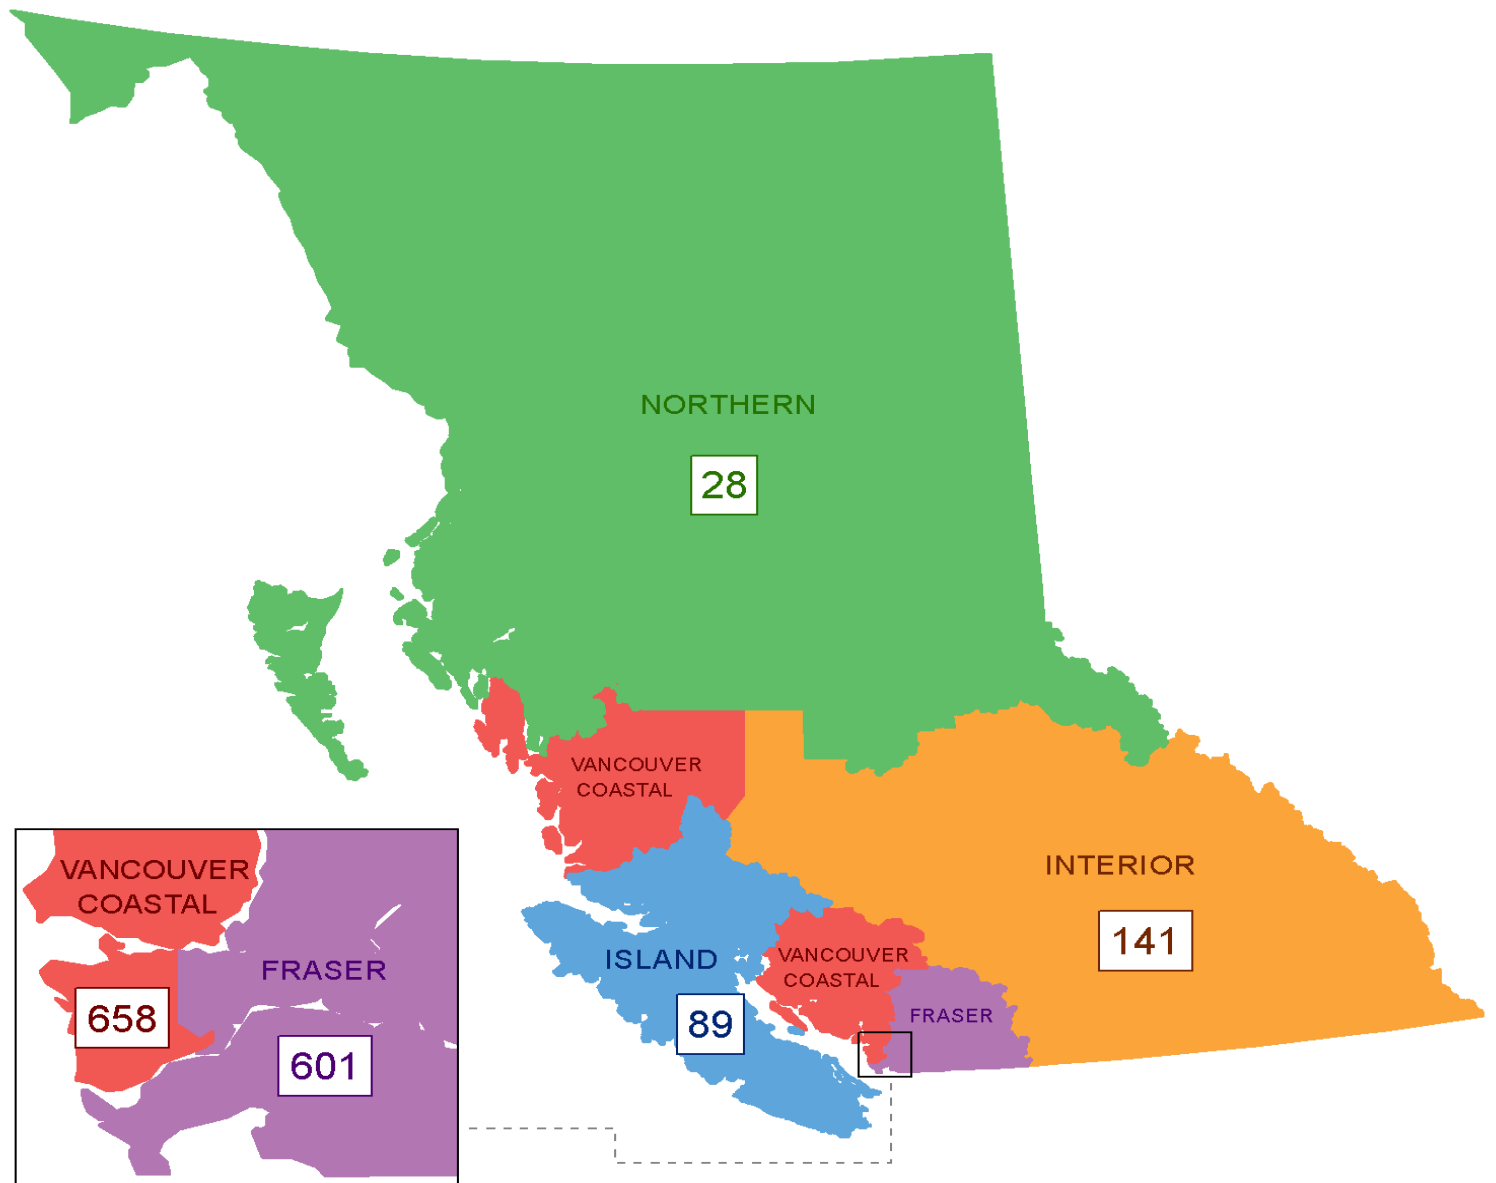 NORTHERN
28
VANCOUVER
COASTAL
INTERIOR
141
ISLAND
89
VANCOUVER
COASTAL
FRASER
VANCOUVER
COASTAL
658
FRASER
601